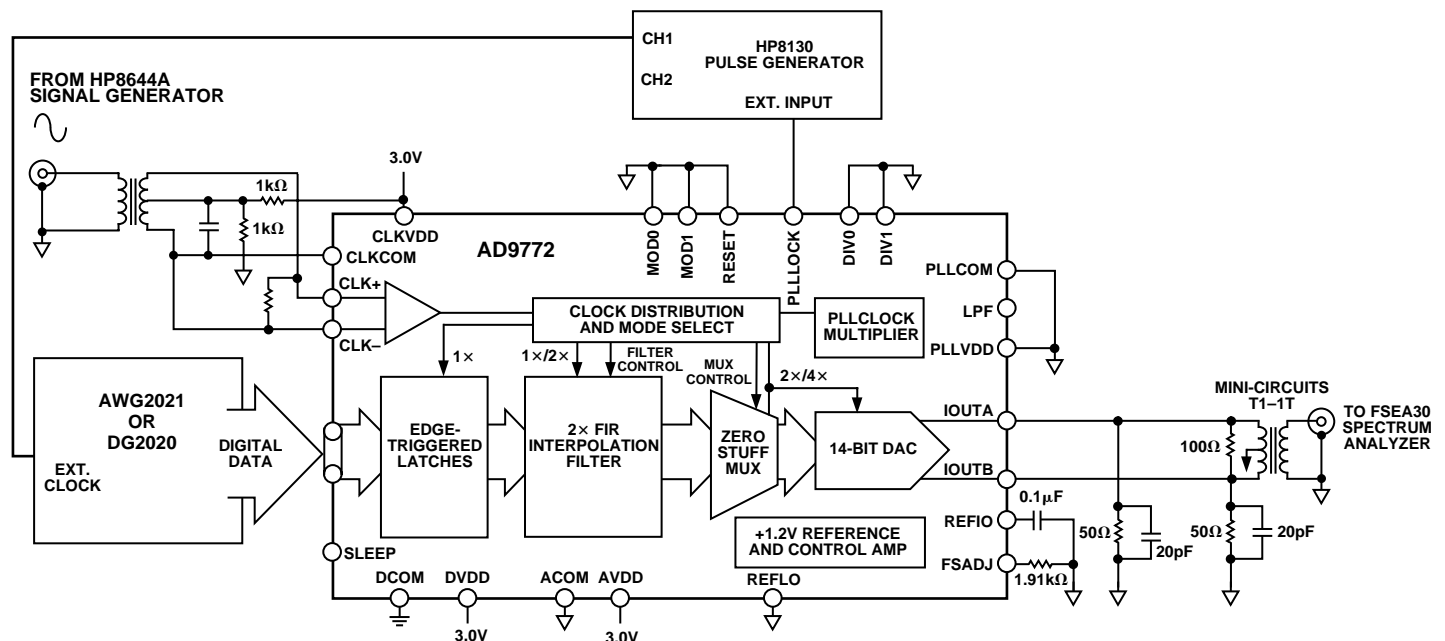 HP8130
PULSE GENERATOR
CH1
CH2
EXT. INPUT
FROM HP8644A
SIGNAL GENERATOR
3.0V
1kΩ
1kΩ
CLKVDD
CLKCOM
CLK+
CLK–
AD9772
MOD0
MOD1
RESET
PLLLOCK
DIV0
DIV1
PLLCOM
LPF
PLLVDD
CLOCK DISTRIBUTION
AND MODE SELECT
PLLCLOCK
MULTIPLIER
1×
1×/2×
FILTER
CONTROL
MUX
CONTROL
2×/4×
AWG2021
OR
DG2020
EXT.
CLOCK
DIGITAL
DATA
EDGE-
TRIGGERED
LATCHES
2× FIR
INTERPOLATION
FILTER
ZERO
STUFF
MUX
14-BIT DAC
IOUTA
IOUTB
MINI-CIRCUITS
T1–1T
100Ω
TO FSEA30
SPECTRUM
ANALYZER
REFIO
0.1µF
FSADJ
1.91kΩ
50Ω
20pF
50Ω
20pF
+1.2V REFERENCE
AND CONTROL AMP
SLEEP
DCOM
DVDD
ACOM
AVDD
REFLO
3.0V
3.0V